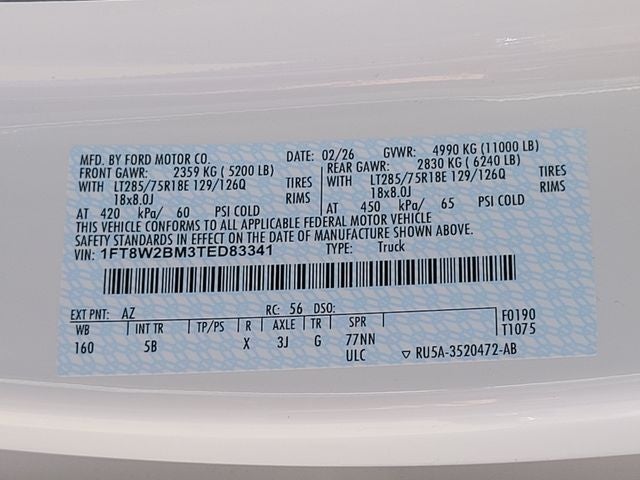 MFD. BY FORD MOTOR CO. DATE: 02/26 GVWR: 4990 KG (11000 LB)
FRONT GAWR: 2359 KG ( 5200 LB) REAR GAWR: 2830 KG ( 6240 LB)
WITH LT285/75R18E 129/126Q TIRES WITH LT285/75R18E 129/126Q TIRES
18x8.0J RIMS 18x8.0J RIMS
AT 420 kPa/ 60 PSI COLD AT 450 kPa/ 65 PSI COLD
THIS VEHICLE CONFORMS TO ALL APPLICABLE FEDERAL MOTOR VEHICLE
SAFETY STANDARDS IN EFFECT ON THE DATE OF MANUFACTURE SHOWN ABOVE.
VIN: 1FT8W2BM3TED83341 TYPE: Truck
EXT PNT: AZ RC: 56 DSO: F0190
WB INT TR TP/PS R AXLE TR SPR T1075
160 5B X 3J G 77NN
ULC ▽ RU5A-3520472-AB